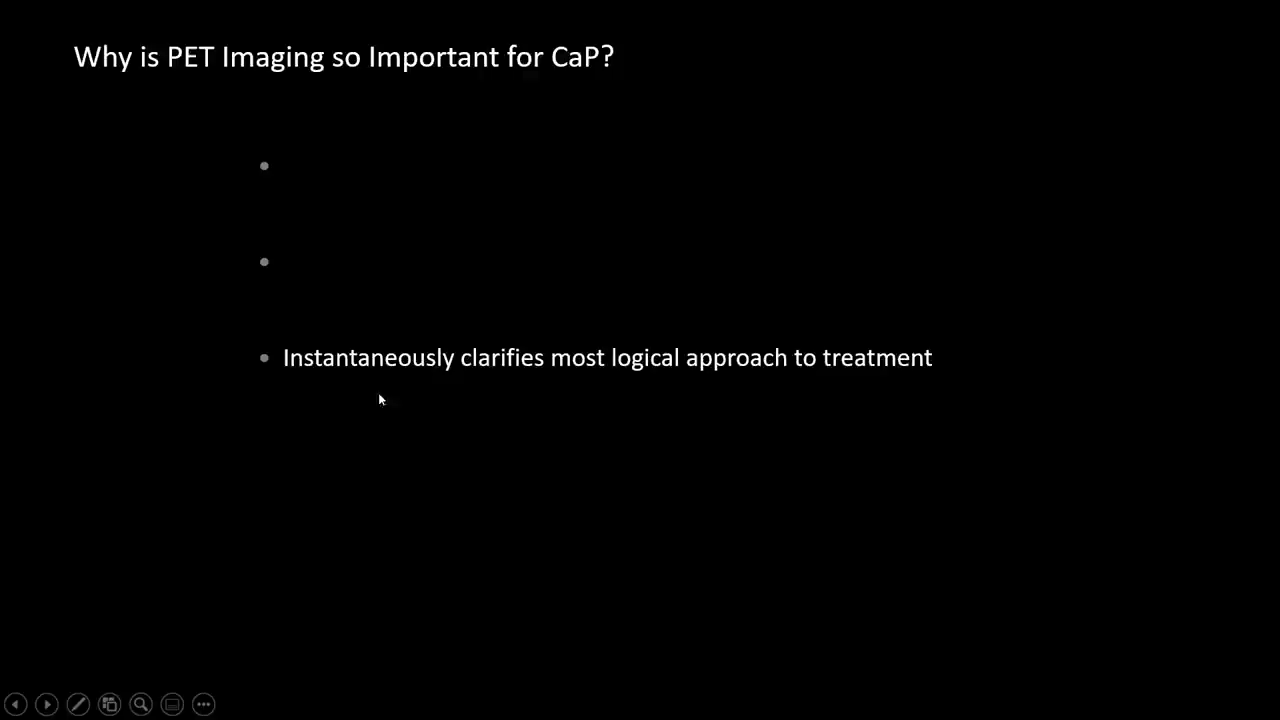 Why is PET Imaging so Important for CaP?
• Instantaneously clarifies most logical approach to treatment